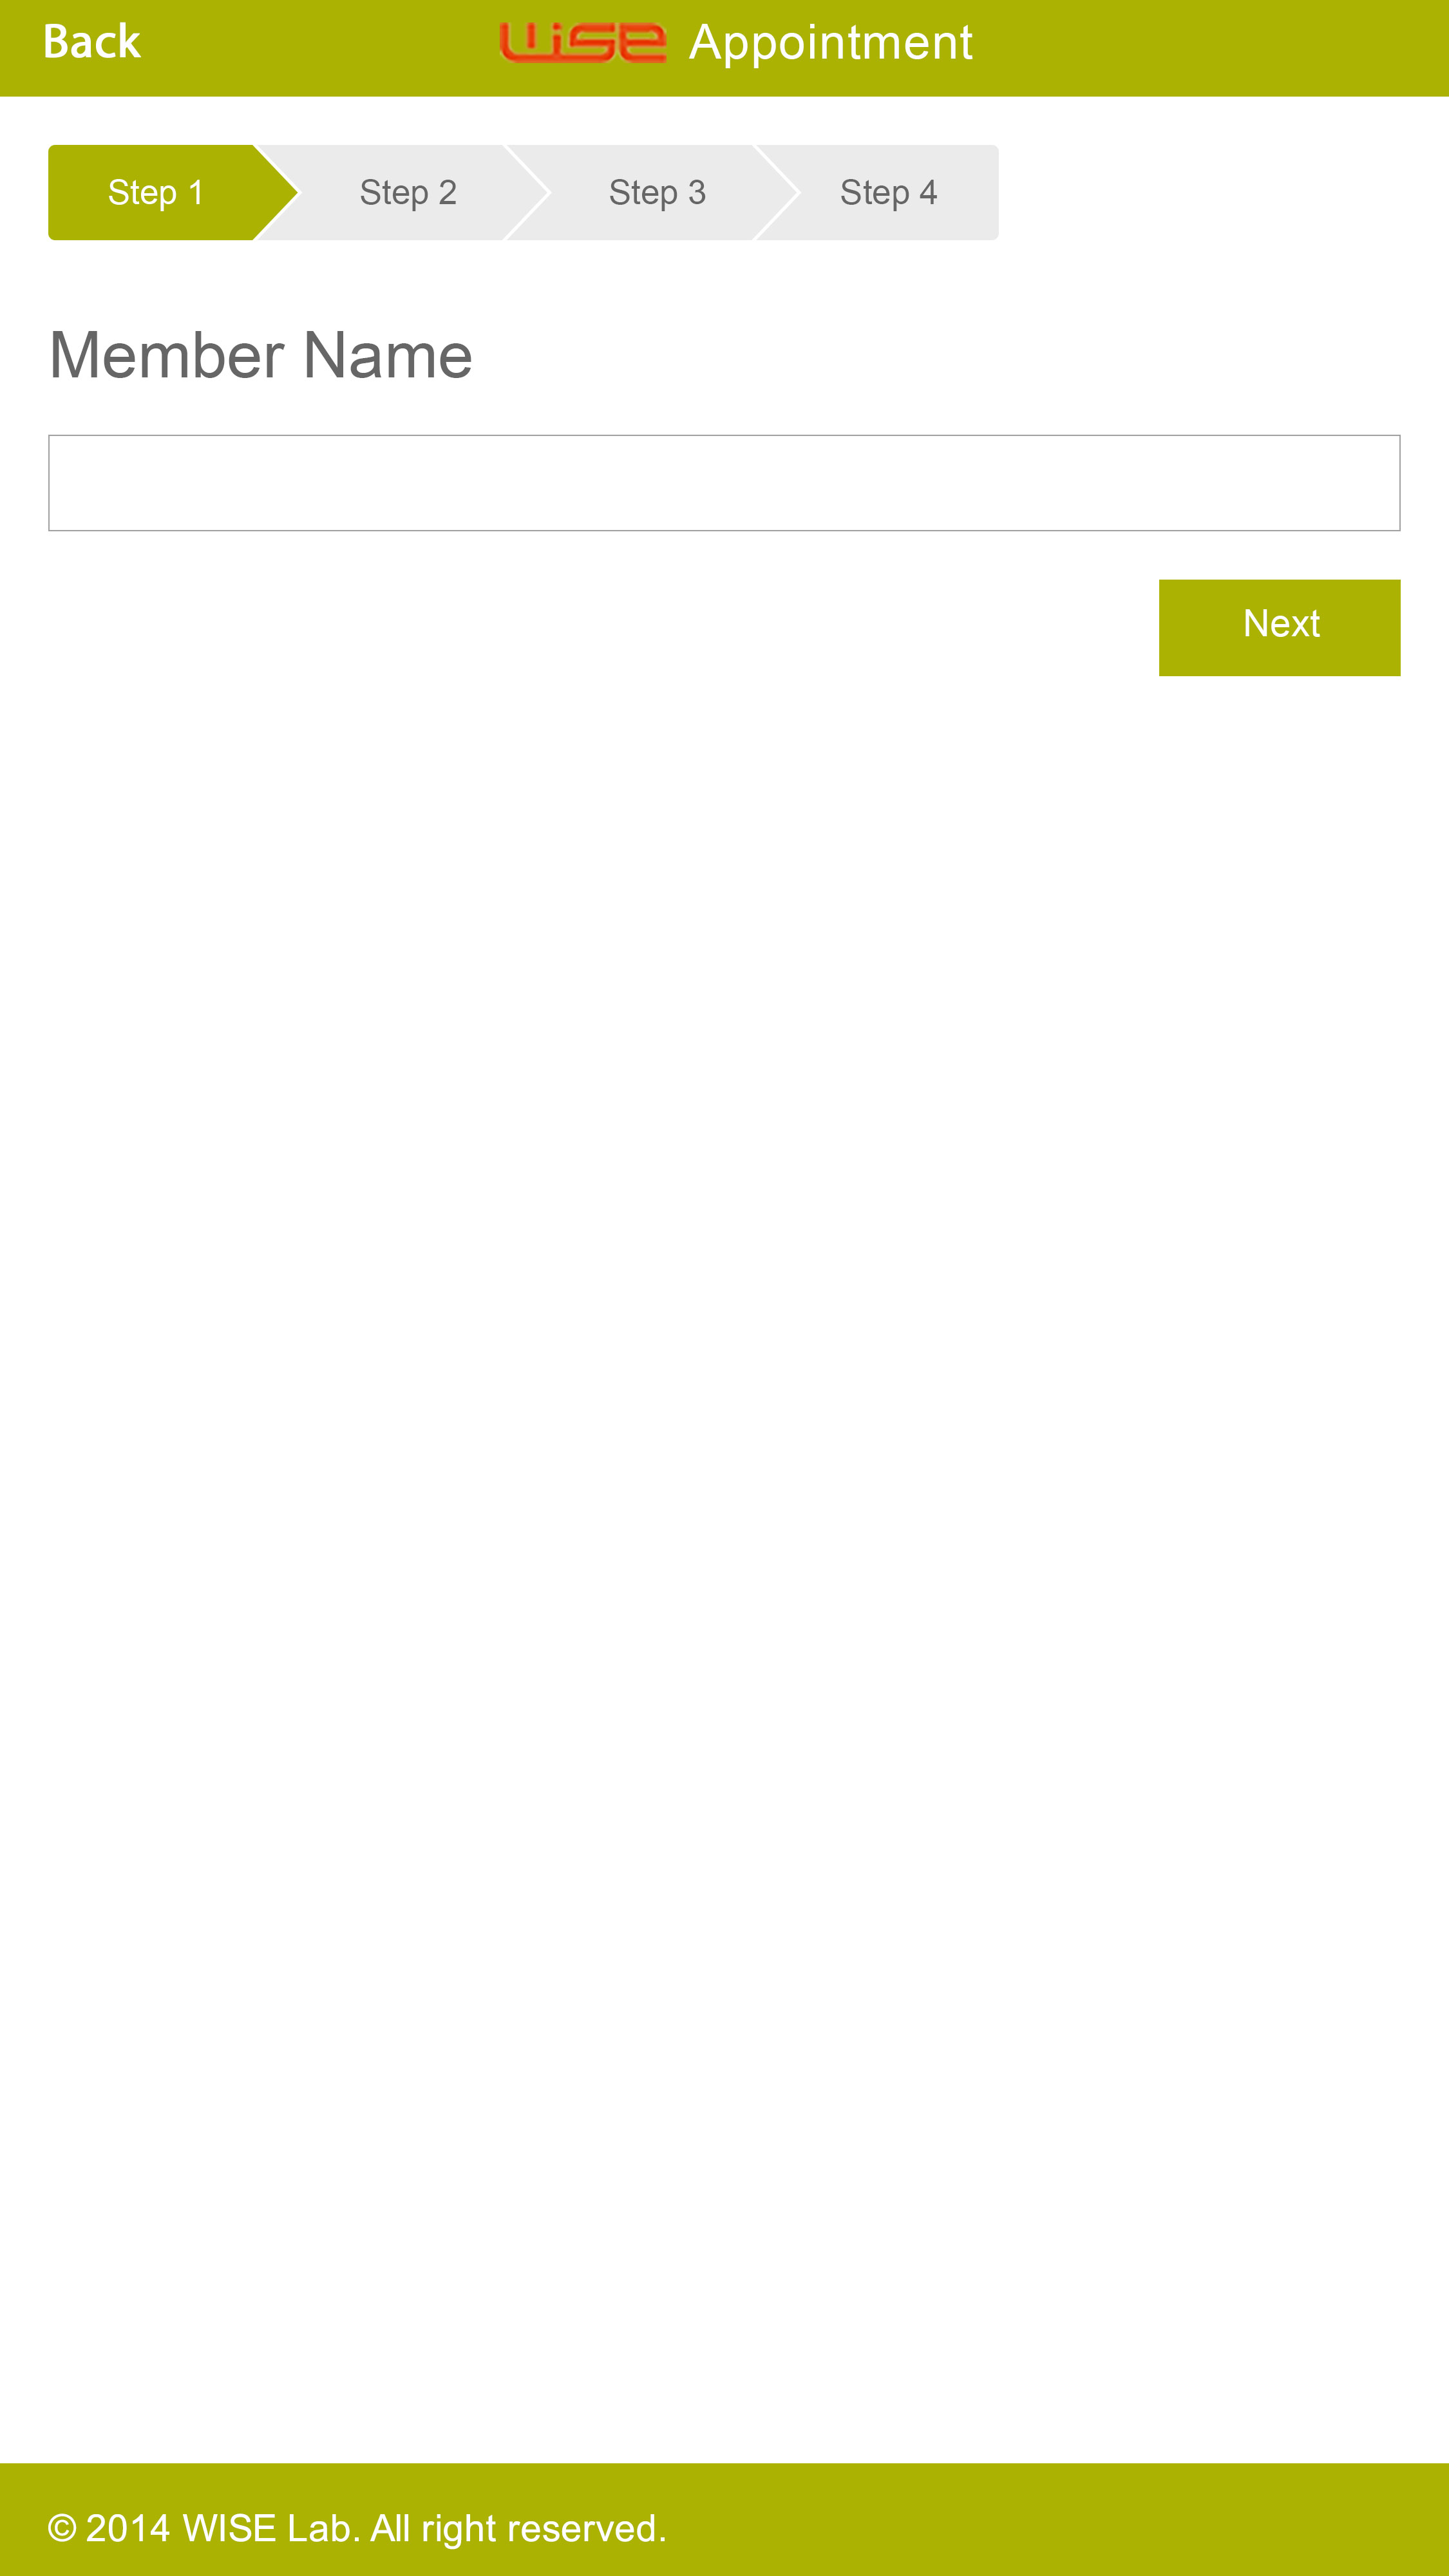 Back wise Appointment
Step 1 Step 2 Step 3 Step 4
Member Name
Next
© 2014 WISE Lab. All right reserved.